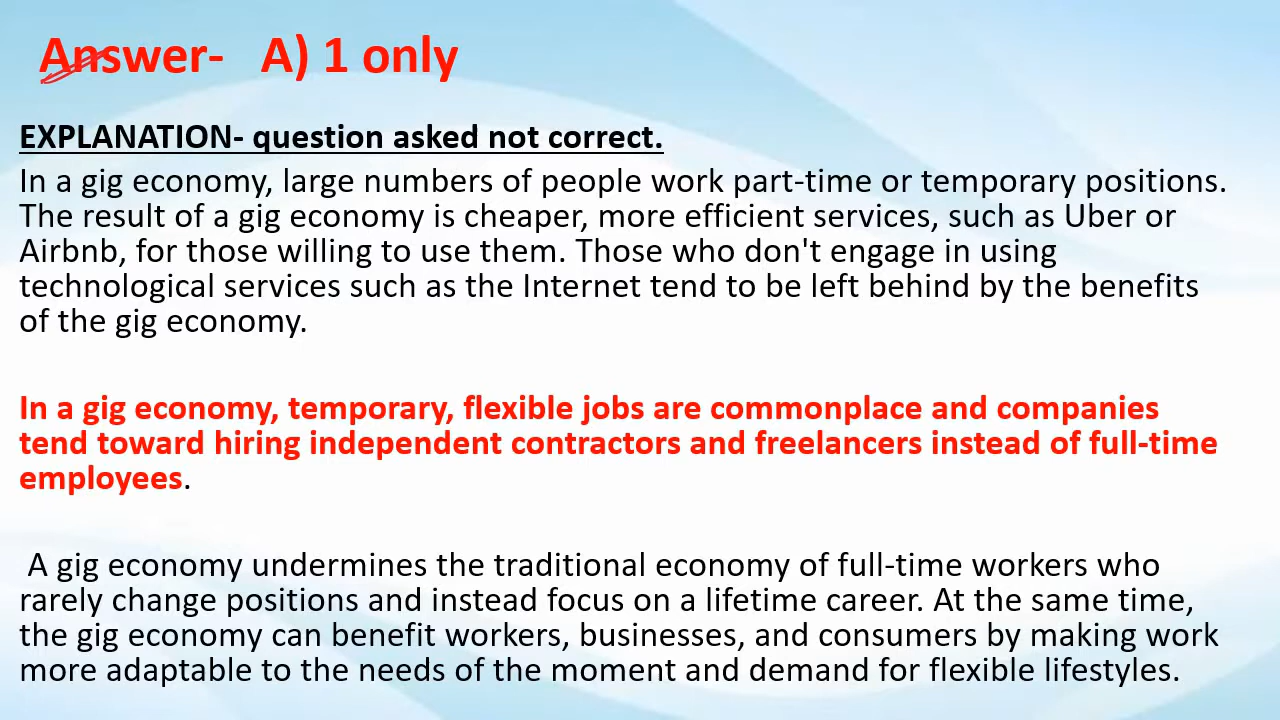 Answer-   A) 1 only
EXPLANATION- question asked not correct.
In a gig economy, large numbers of people work part-time or temporary positions.
The result of a gig economy is cheaper, more efficient services, such as Uber or
Airbnb, for those willing to use them. Those who don't engage in using
technological services such as the Internet tend to be left behind by the benefits
of the gig economy.
In a gig economy, temporary, flexible jobs are commonplace and companies
tend toward hiring independent contractors and freelancers instead of full-time
employees.
A gig economy undermines the traditional economy of full-time workers who
rarely change positions and instead focus on a lifetime career. At the same time,
the gig economy can benefit workers, businesses, and consumers by making work
more adaptable to the needs of the moment and demand for flexible lifestyles.